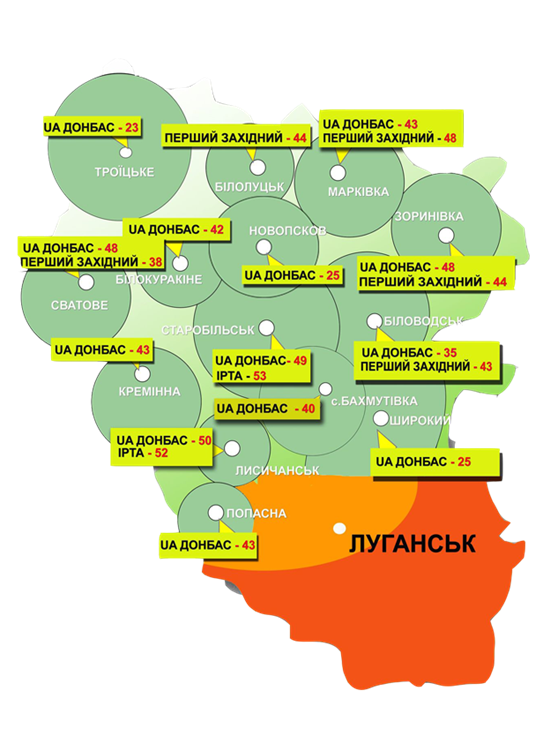 UA ДОНБАС - 23
ТРОЇЦЬКЕ
ПЕРШИЙ ЗАХІДНИЙ - 44
БІЛОЛУЦЬК
UA ДОНБАС - 43
ПЕРШИЙ ЗАХІДНИЙ - 48
МАРКІВКА
ЗОРИНІВКА
UA ДОНБАС - 42
НОВОПСКОВ
UA ДОНБАС - 48
ПЕРШИЙ ЗАХІДНИЙ - 38
БІЛОКУРАКІНЕ
UA ДОНБАС - 25
UA ДОНБАС - 48
ПЕРШИЙ ЗАХІДНИЙ - 44
СВАТОВЕ
СТАРОБІЛЬСЬК
БІЛОВОДСЬК
UA ДОНБАС - 43
UA ДОНБАС- 49
ІРТА - 53
UA ДОНБАС - 35
ПЕРШИЙ ЗАХІДНИЙ - 43
КРЕМІННА
с.БАХМУТІВКА
UA ДОНБАС - 40
ШИРОКИЙ
UA ДОНБАС - 50
ІРТА - 52
ЛИСИЧАНСЬК
UA ДОНБАС - 25
ПОПАСНА
UA ДОНБАС - 43
ЛУГАНСЬК